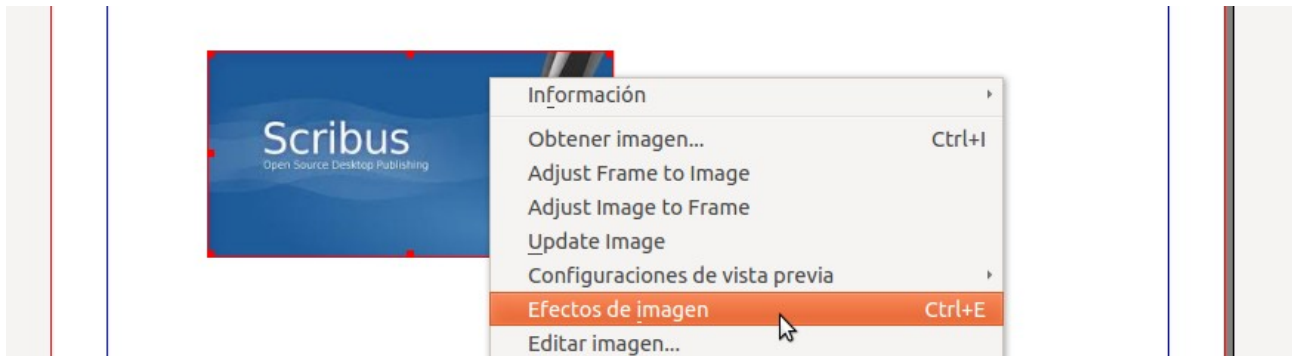 Scribus
Open Source Desktop Publishing
Información
Obtener imagen... Ctrl+I
Adjust Frame to Image
Adjust Image to Frame
Update Image
Configuraciones de vista previa
Efectos de imagen Ctrl+E
Editar imagen...